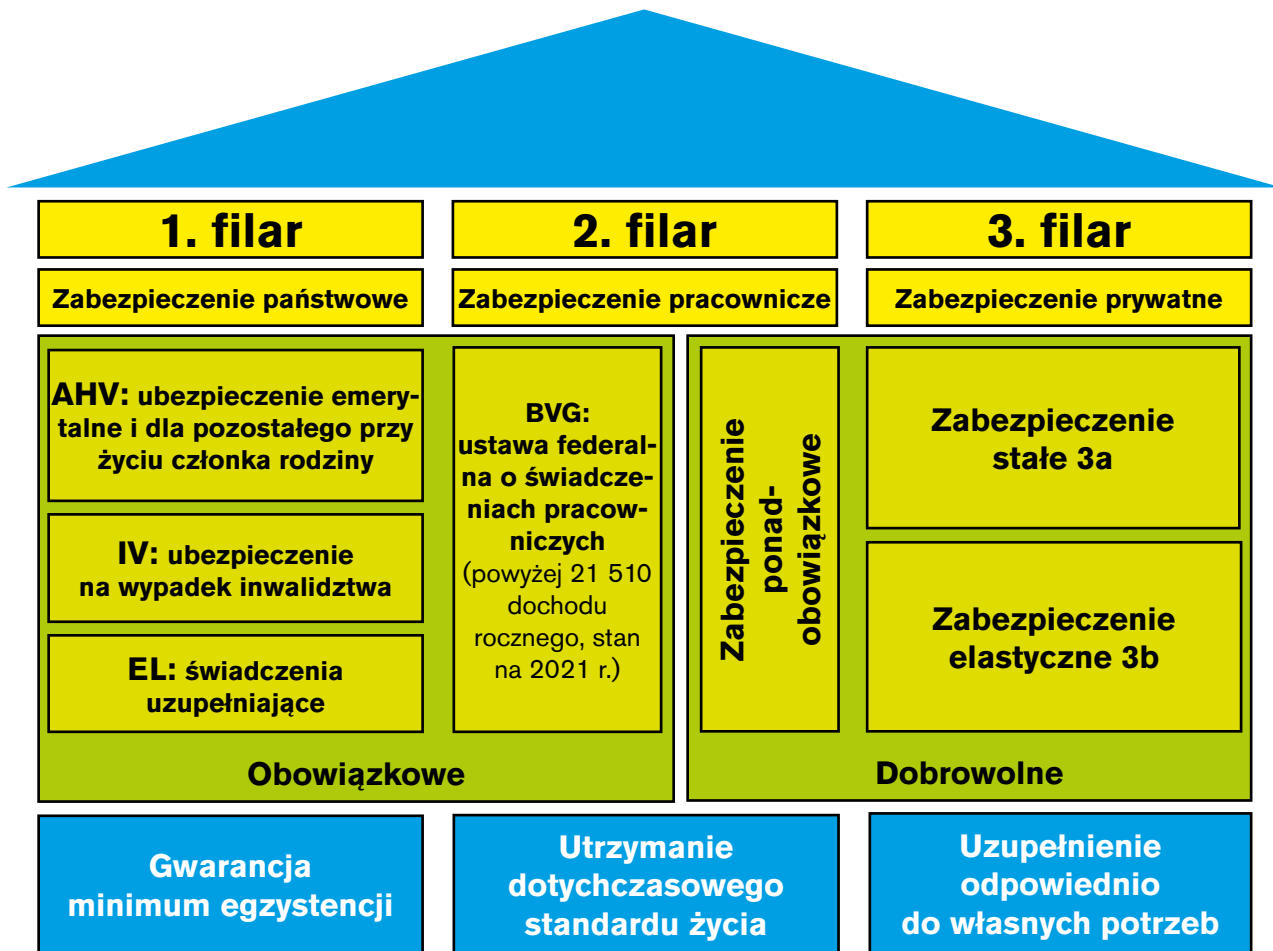 1. filar
2. filar
3. filar
Zabezpieczenie państwowe
Zabezpieczenie pracownicze
Zabezpieczenie prywatne
AHV: ubezpieczenie emery-
talne i dla pozostałego przy
życiu członka rodziny
IV: ubezpieczenie
na wypadek inwalidztwa
EL: świadczenia
uzupełniające
BVG:
ustawa federal-
na o świadcze-
niach pracow-
niczych
(powyżej 21 510
dochodu
rocznego, stan
na 2021 r.)
Obowiązkowe
Zabezpieczenie
ponad-
obowiązkowe
Zabezpieczenie
stałe 3a
Zabezpieczenie
elastyczne 3b
Dobrowolne
Gwarancja
minimum egzystencji
Utrzymanie
dotychczasowego
standardu życia
Uzupełnienie
odpowiednio
do własnych potrzeb